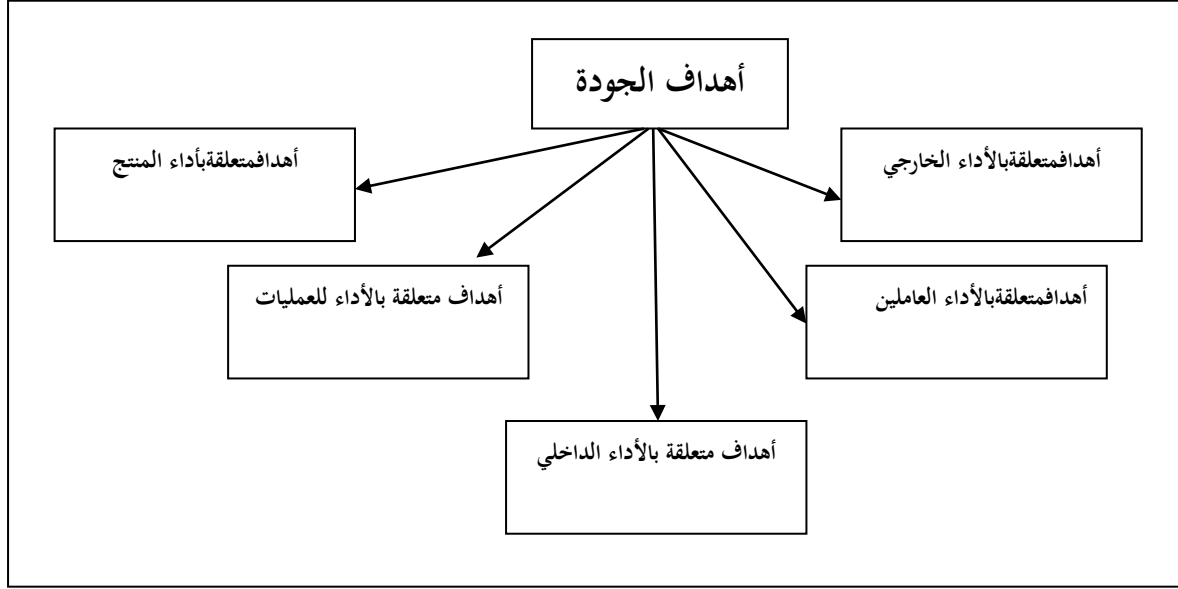 أهداف الجودة
أهدافمتعلقةبالأداء الخارجي
أهدافمتعلقةبأداء المنتج
أهدافمتعلقةبالأداء العاملين
أهداف متعلقة بالأداء للعمليات
أهداف متعلقة بالأداء الداخلي